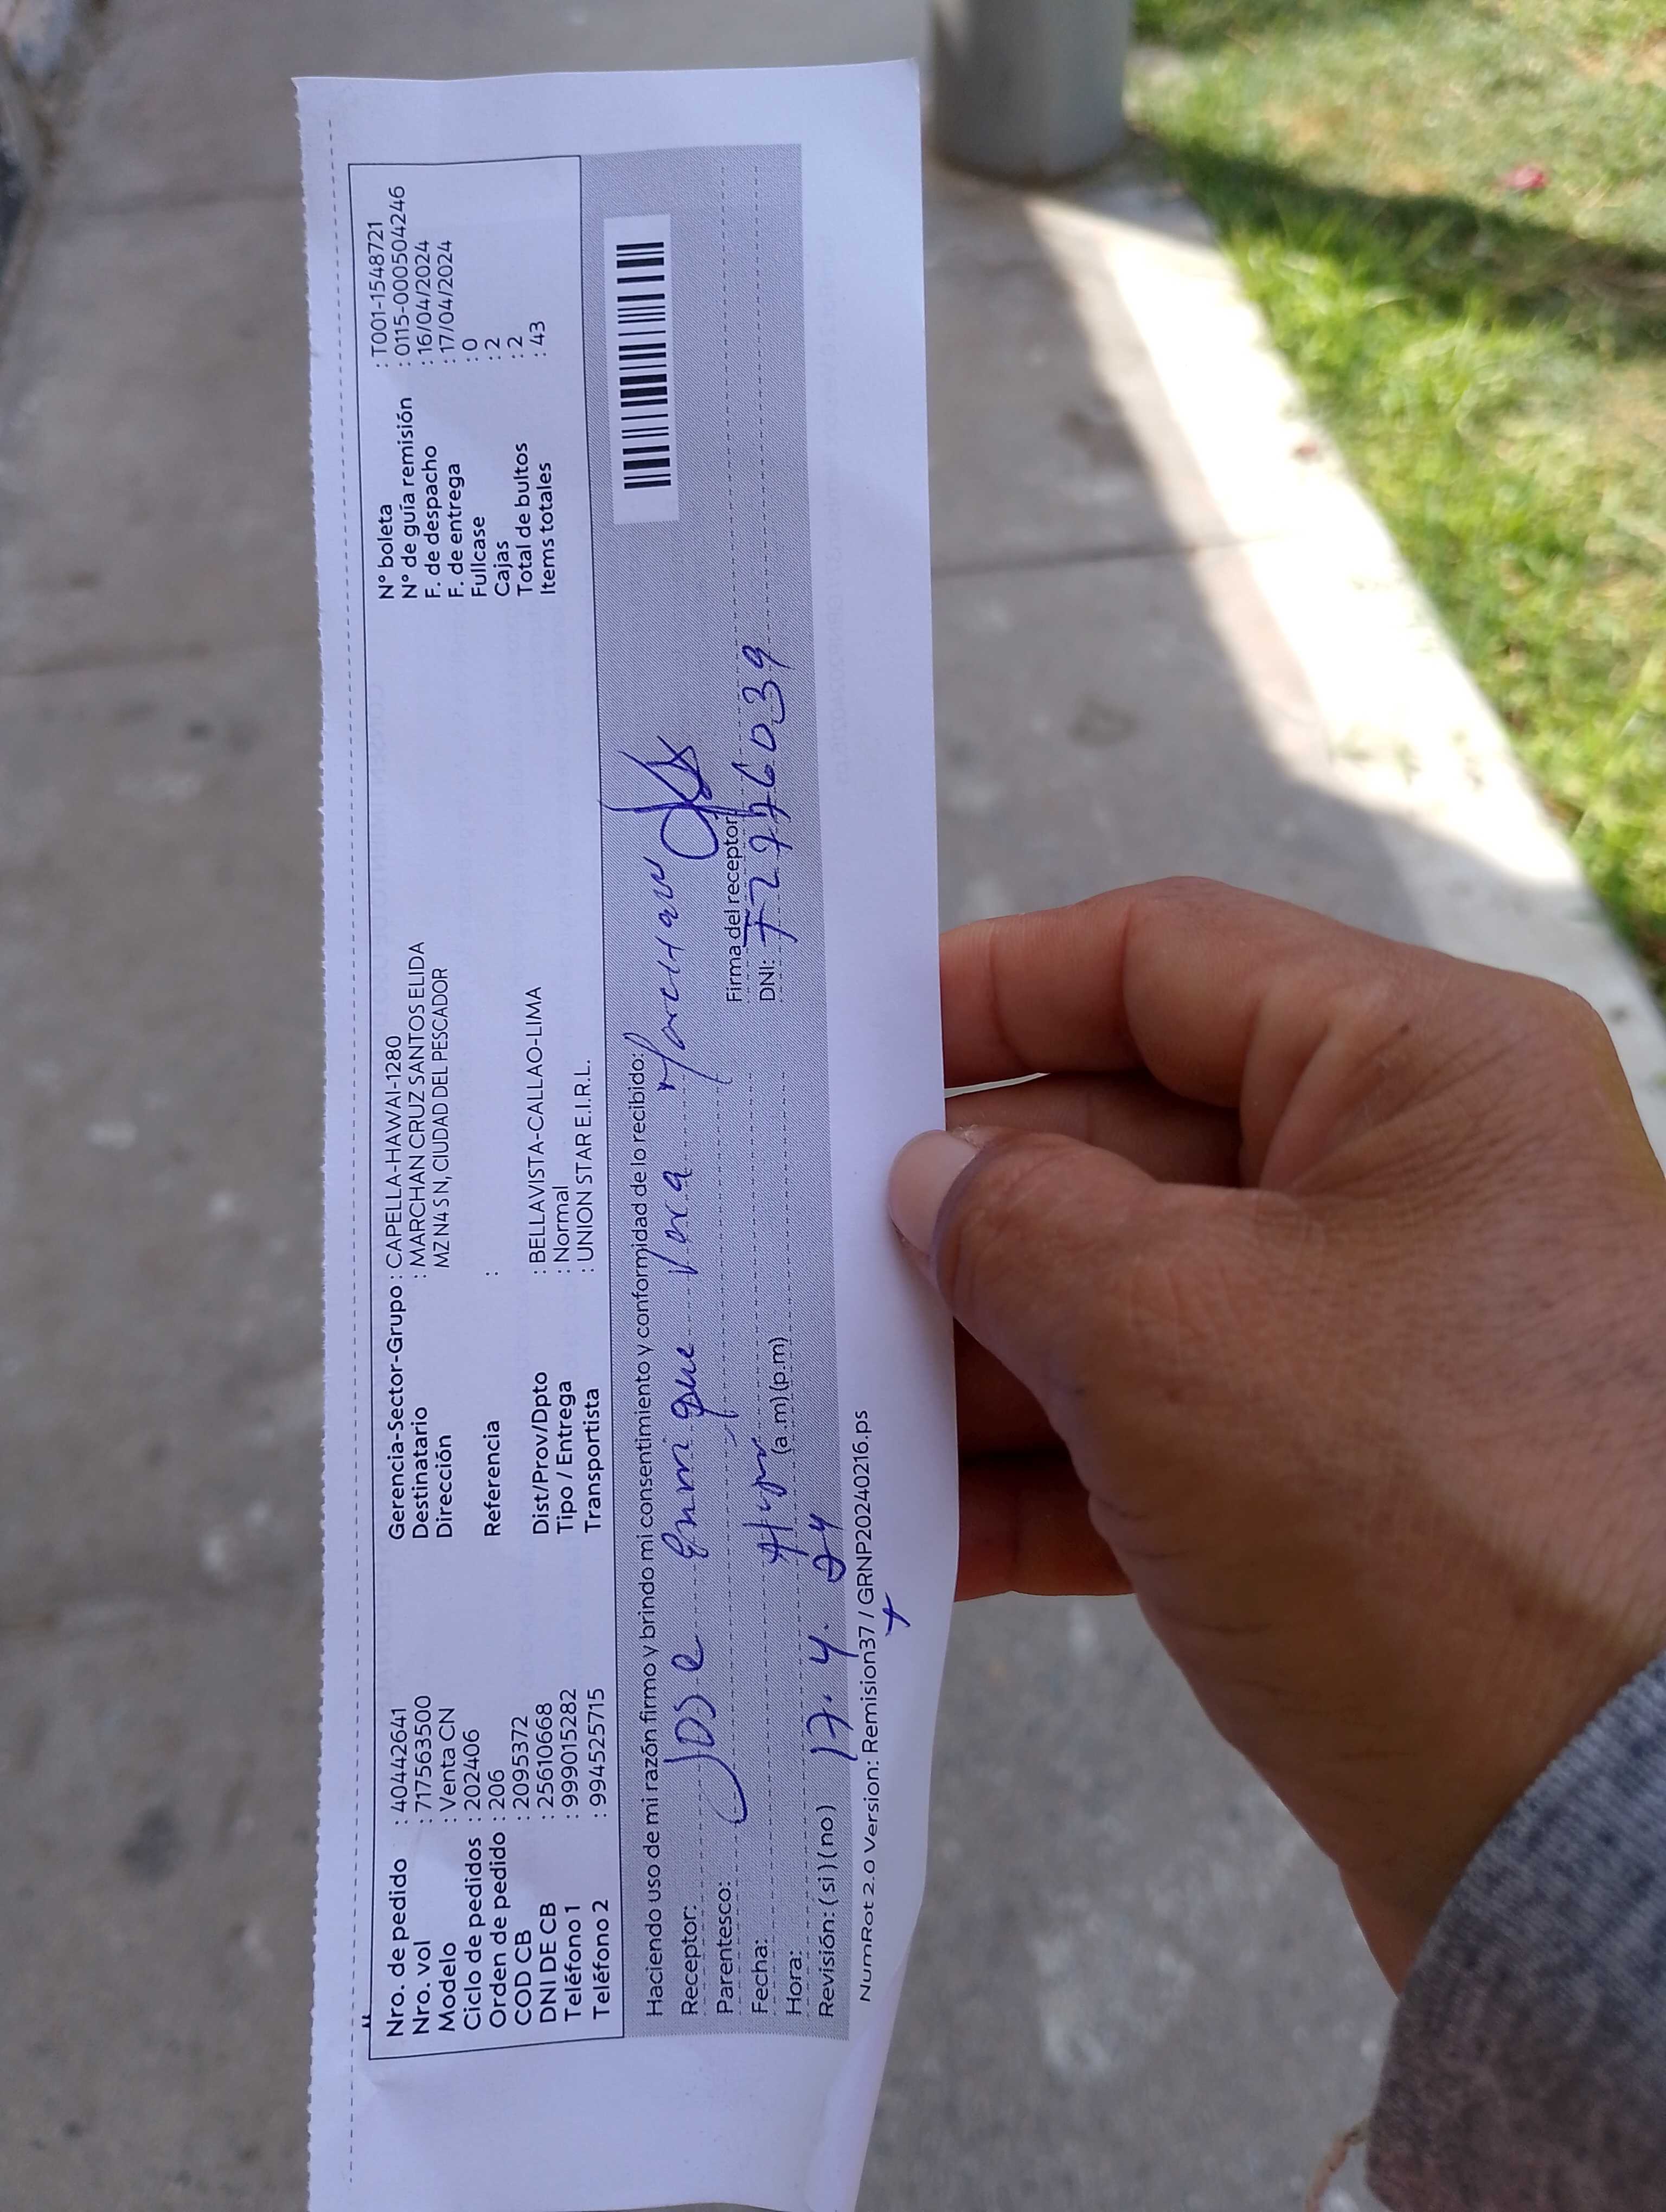 Nro. de pedido : 40442641
Nro. vol : 717563500
Modelo : Venta CN
Ciclo de pedidos : 202406
Orden de pedido : 206
COD CB : 2095372
DNI DE CB : 25610668
Teléfono 1 : 999015282
Teléfono 2 : 994525715
Gerencia-Sector-Grupo : CAPELLA-HAWAI-1280
Destinatario : MARCHAN CRUZ SANTOS ELIDA
Dirección MZ N4 S N, CIUDAD DEL PESCADOR
Referencia :
Dist/Prov/Dpto : BELLAVISTA-CALLAO-LIMA
Tipo / Entrega : Normal
Transportista : UNION STAR E.I.R.L.
N° boleta : T001-1548721
N° de guía remisión : 0115-0000504246
F. de despacho : 16/04/2024
F. de entrega : 17/04/2024
Fullcase : 0
Cajas : 2
Total de bultos : 2
Items totales : 43
Haciendo uso de mi razón firmo y brindo mi consentimiento y conformidad de lo recibido:
Receptor: Jose Enrrique Vera Marchan
Parentesco:
Firma del receptor
Fecha:
DNI: 72776039
Hora: (a.m) (p.m)
Revisión: ( si ) ( no ) 17. 4. 24
NumRot 2.0 Version: Remision37 / GRNP20240216.ps